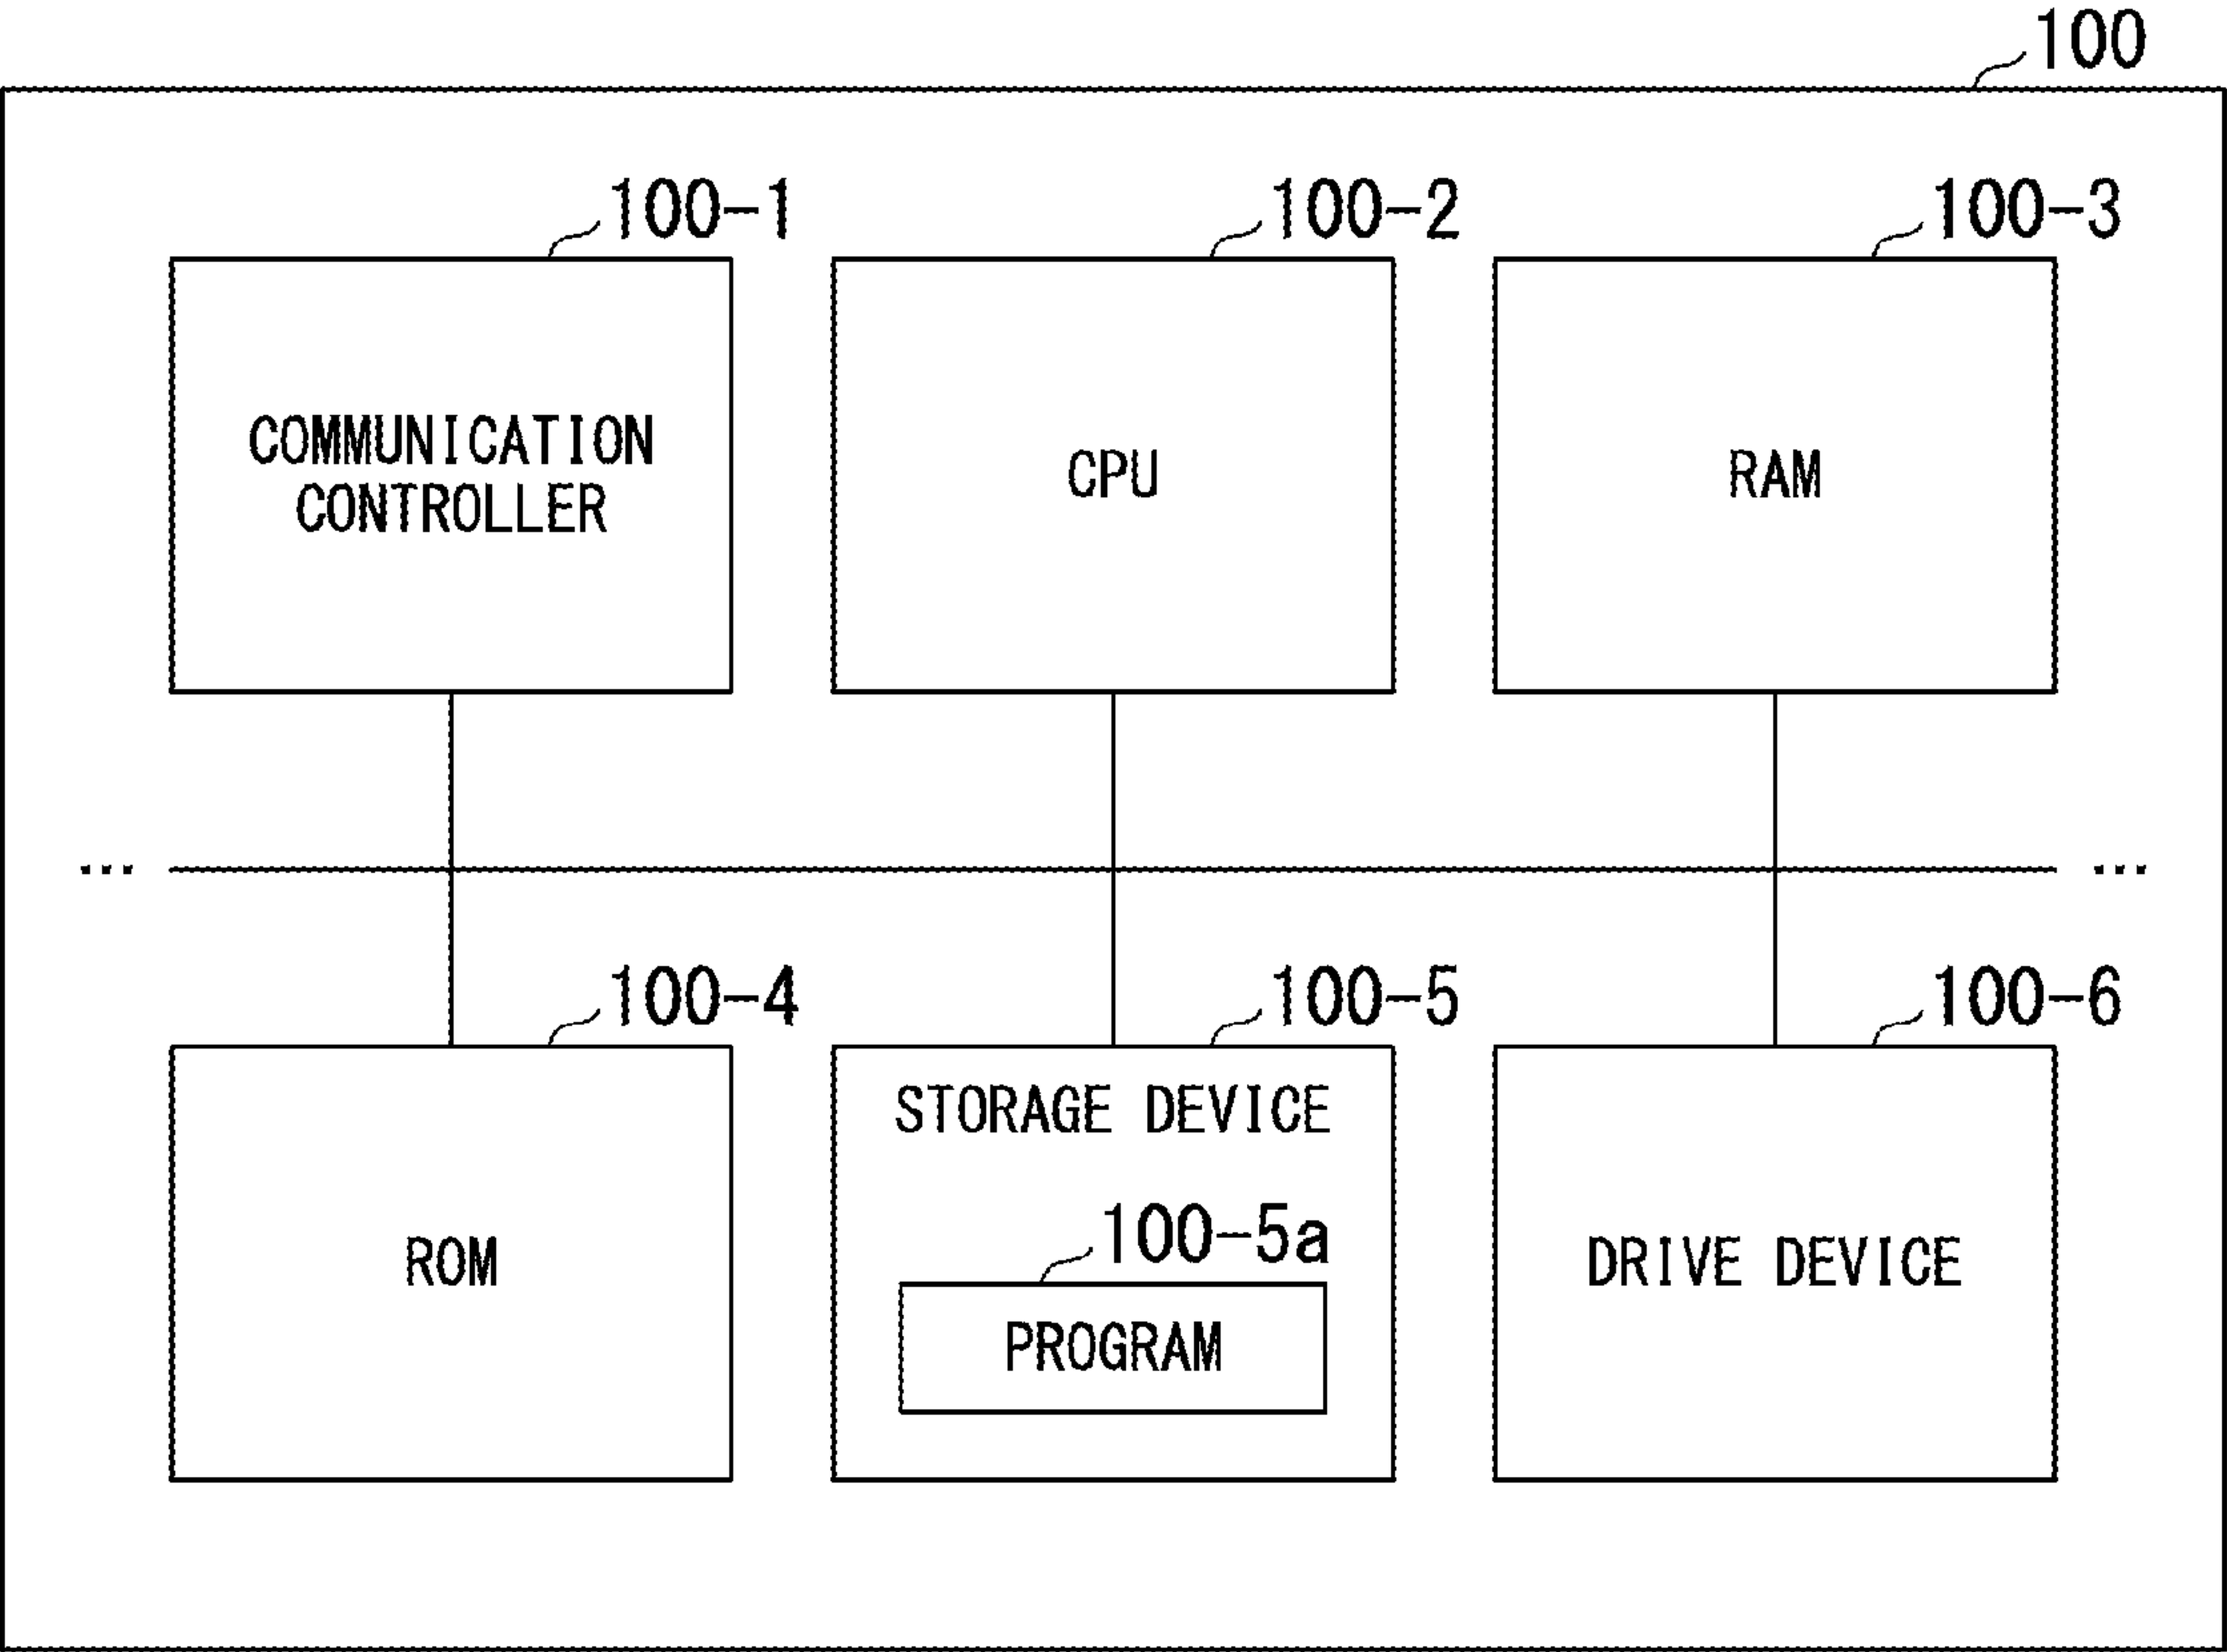 100
100-1
100-2
100-3
COMMUNICATION
CONTROLLER
CPU
RAM
...
...
100-4
100-5
100-6
ROM
STORAGE DEVICE
100-5a
PROGRAM
DRIVE DEVICE